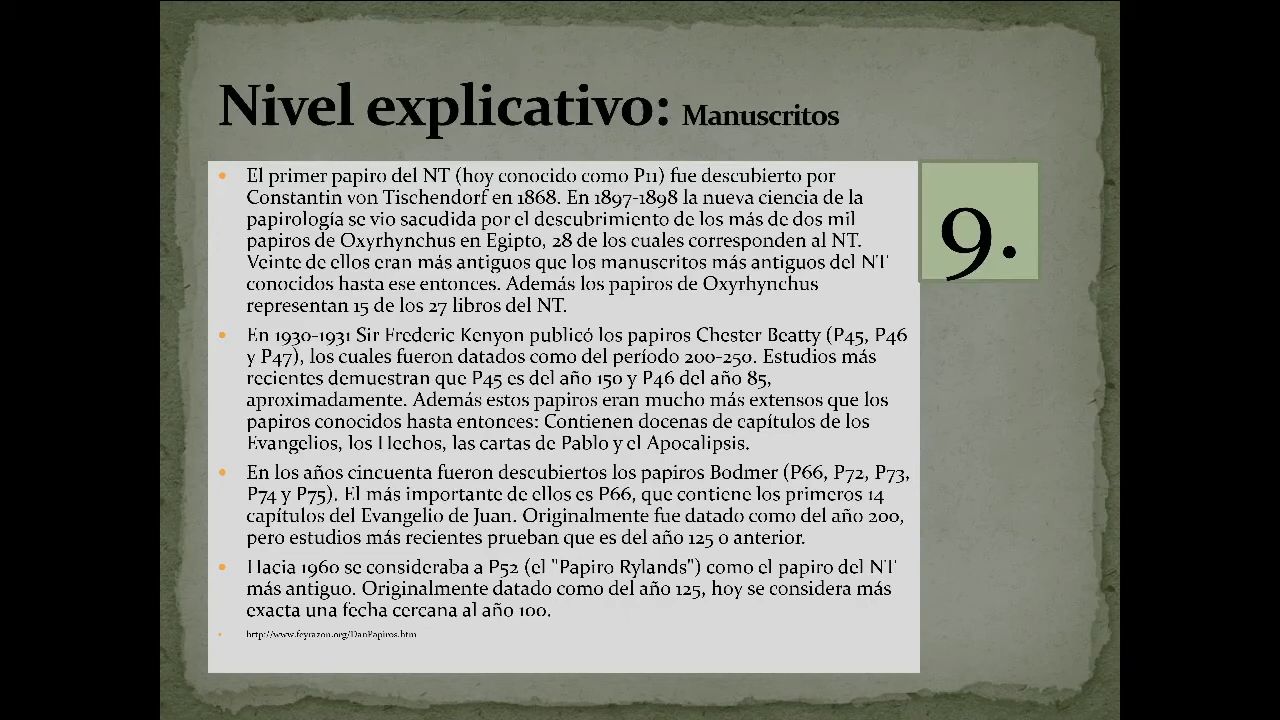 Nivel explicativo: Manuscritos
9.
El primer papiro del NT (hoy conocido como P11) fue descubierto por
Constantin von Tischendorf en 1868. En 1897-1898 la nueva ciencia de la
papirología se vio sacudida por el descubrimiento de los más de dos mil
papiros de Oxyrhynchus en Egipto, 28 de los cuales corresponden al NT.
Veinte de ellos eran más antiguos que los manuscritos más antiguos del NT
conocidos hasta ese entonces. Además los papiros de Oxyrhynchus
representan 15 de los 27 libros del NT.
En 1930-1931 Sir Frederic Kenyon publicó los papiros Chester Beatty (P45, P46
y P47), los cuales fueron datados como del período 200-250. Estudios más
recientes demuestran que P45 es del año 150 y P46 del año 85,
aproximadamente. Además estos papiros eran mucho más extensos que los
papiros conocidos hasta entonces: Contienen docenas de capítulos de los
Evangelios, los Hechos, las cartas de Pablo y el Apocalipsis.
En los años cincuenta fueron descubiertos los papiros Bodmer (P66, P72, P73,
P74 y P75). El más importante de ellos es P66, que contiene los primeros 14
capítulos del Evangelio de Juan. Originalmente fue datado como del año 200,
pero estudios más recientes prueban que es del año 125 o anterior.
Hacia 1960 se consideraba a P52 (el "Papiro Rylands") como el papiro del NT
más antiguo. Originalmente datado como del año 125, hoy se considera más
exacta una fecha cercana al año 100.
http://www.feyrazon.org/DanPapiros.htm